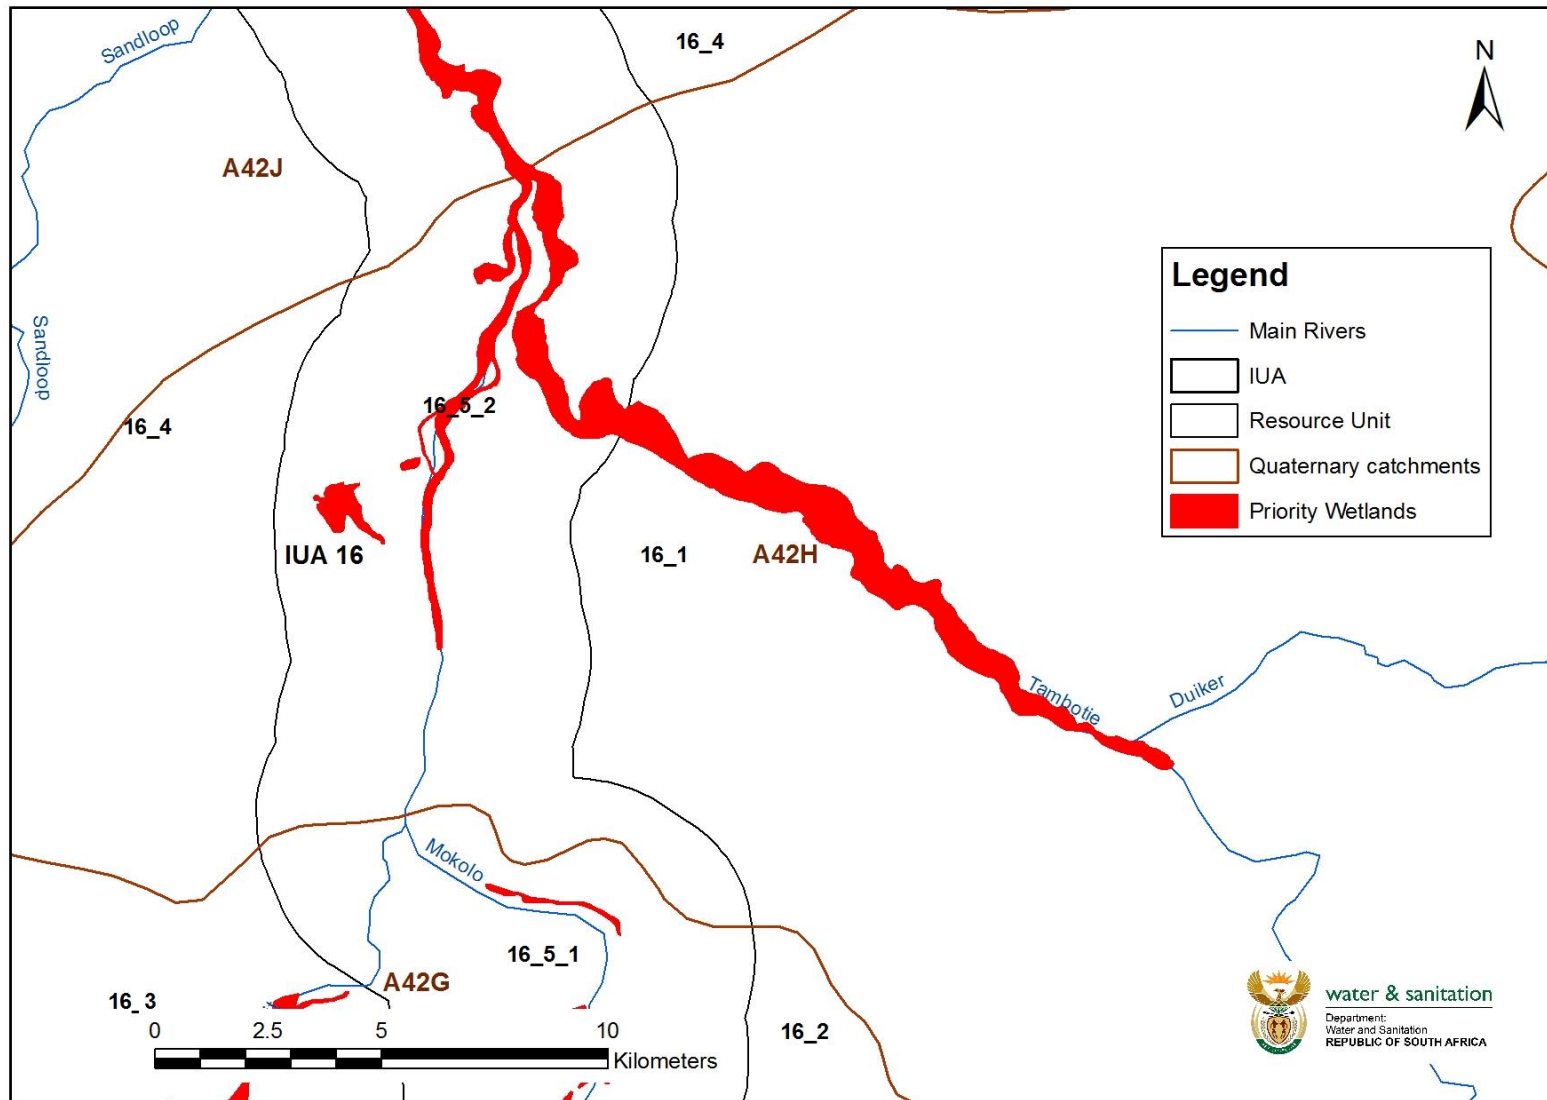 Sandloop
16_4
N
A42J
Legend
Main Rivers
IUA
Resource Unit
Quaternary catchments
Priority Wetlands
Sandloop
16_5_2
16_4
IUA 16
16_1
A42H
Tambotie
Duiker
Mokolo
16_5_1
A42G
16_3
16_2
0 2.5 5 10
Kilometers
water & sanitation
Department:
Water and Sanitation
REPUBLIC OF SOUTH AFRICA